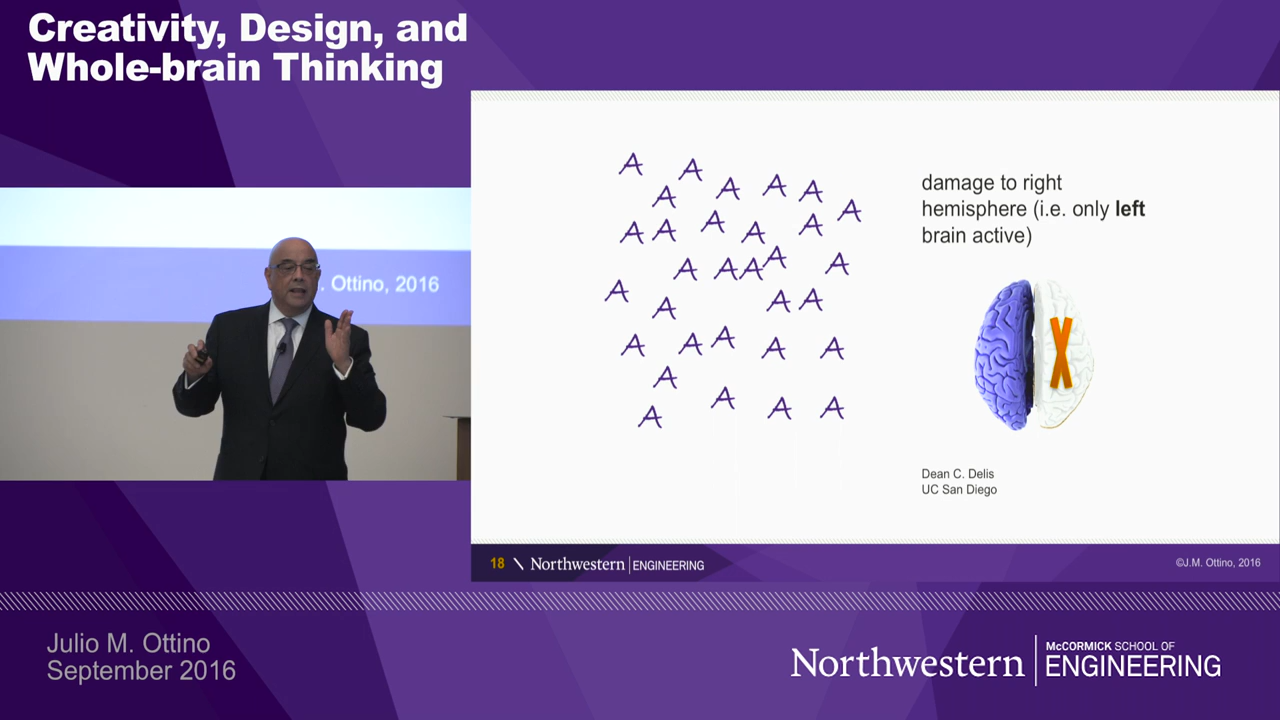 Creativity, Design, and
Whole-brain Thinking
. Ottino, 2016
A A A A A A A A
A A A A A
A A A A A A
A A A A
A A A A A
A A A A A
damage to right
hemisphere (i.e. only left
brain active)
X
Dean C. Delis
UC San Diego
18 \ Northwestern | ENGINEERING
©J.M. Ottino, 2016
Julio M. Ottino
September 2016
Northwestern
McCORMICK SCHOOL OF
ENGINEERING